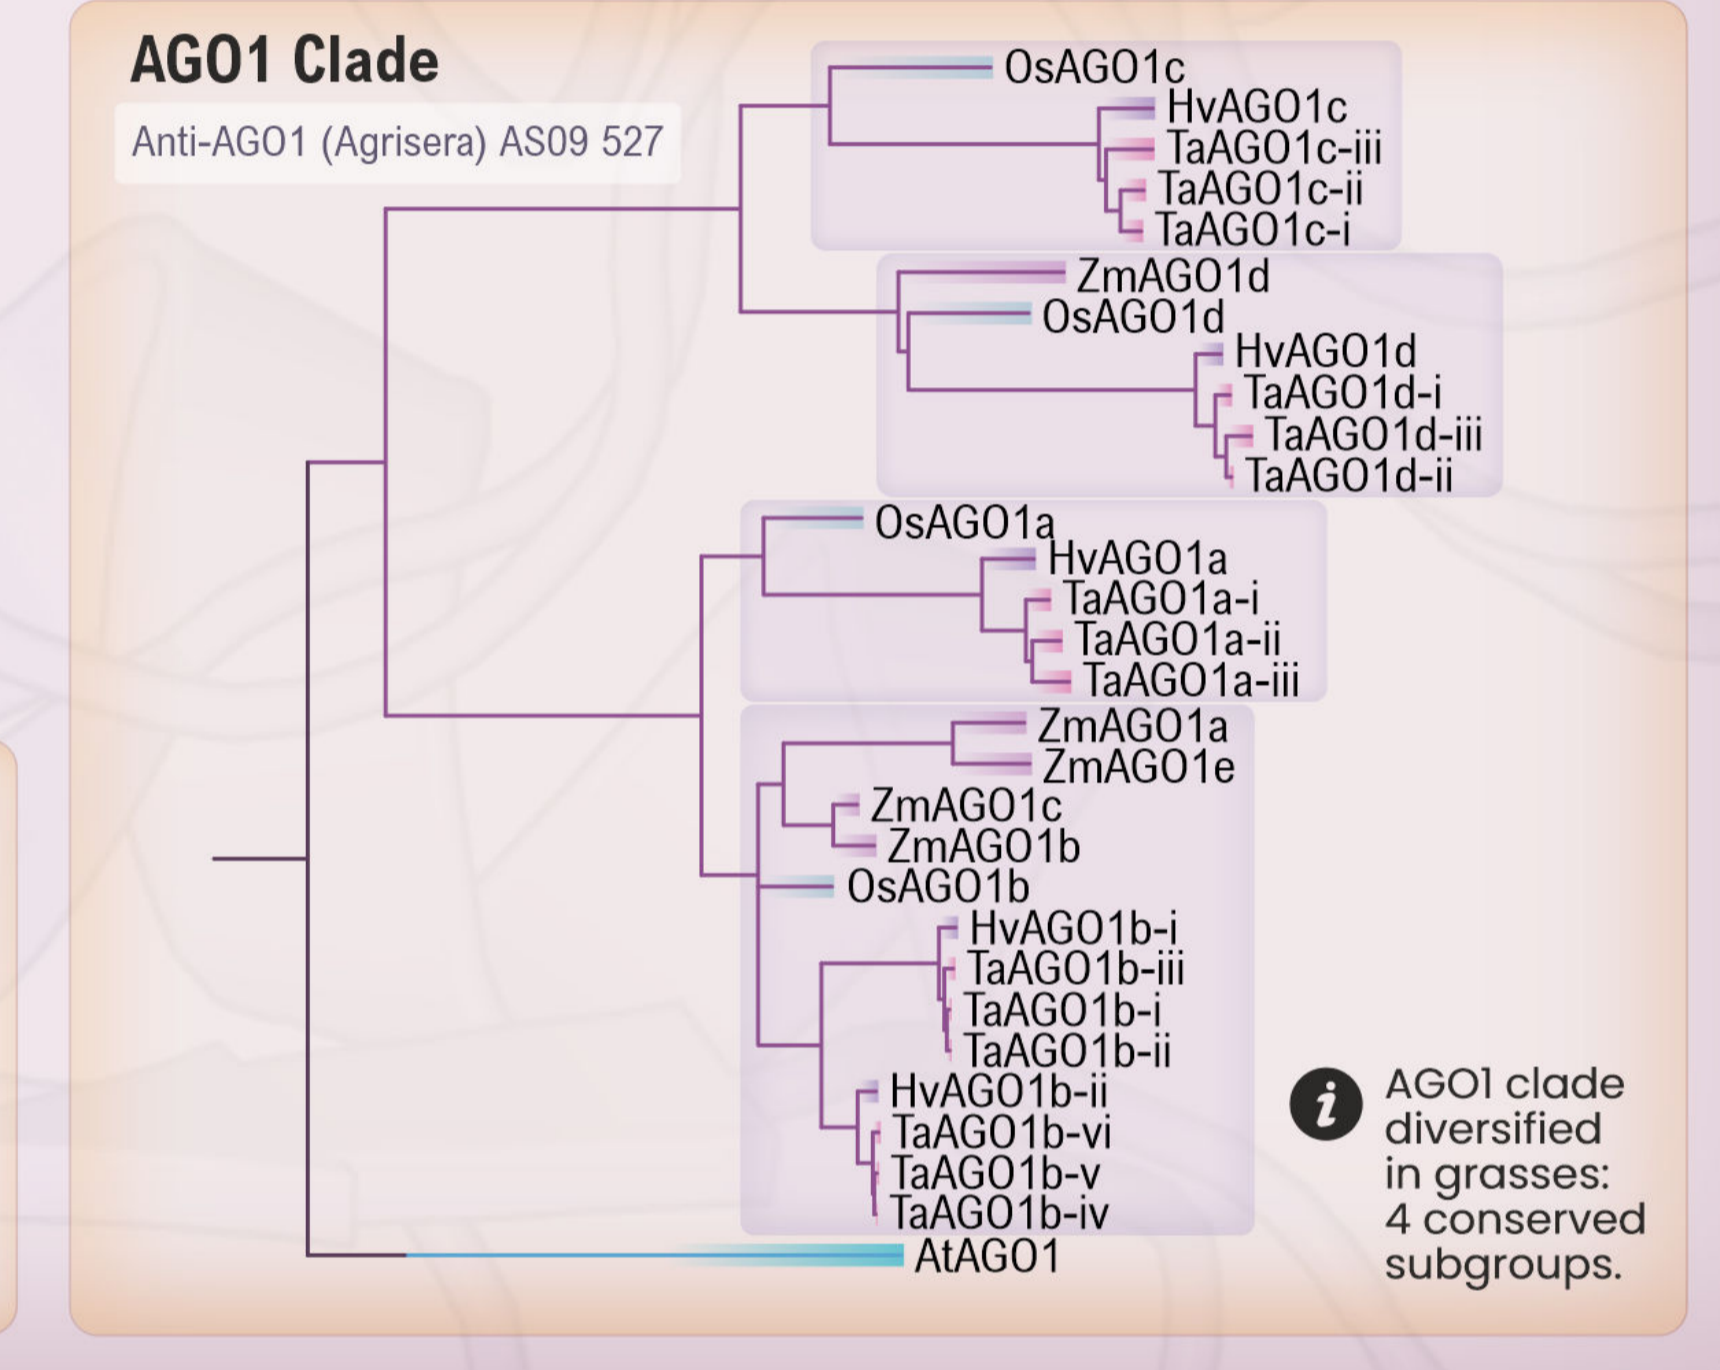 AGO1 Clade
Anti-AGO1 (Agrisera) AS09 527
OsAGO1c
HvAGO1c
TaAGO1c-iii
TaAGO1c-ii
TaAGO1c-i
ZmAGO1d
OsAGO1d
HvAGO1d
TaAGO1d-i
TaAGO1d-iii
TaAGO1d-ii
OsAGO1a
HvAGO1a
TaAGO1a-i
TaAGO1a-ii
TaAGO1a-iii
ZmAGO1a
ZmAGO1e
ZmAGO1c
ZmAGO1b
OsAGO1b
HvAGO1b-i
TaAGO1b-iii
TaAGO1b-i
TaAGO1b-ii
HvAGO1b-ii
TaAGO1b-vi
TaAGO1b-v
TaAGO1b-iv
AtAGO1
i
AGO1 clade
diversified
in grasses:
4 conserved
subgroups.